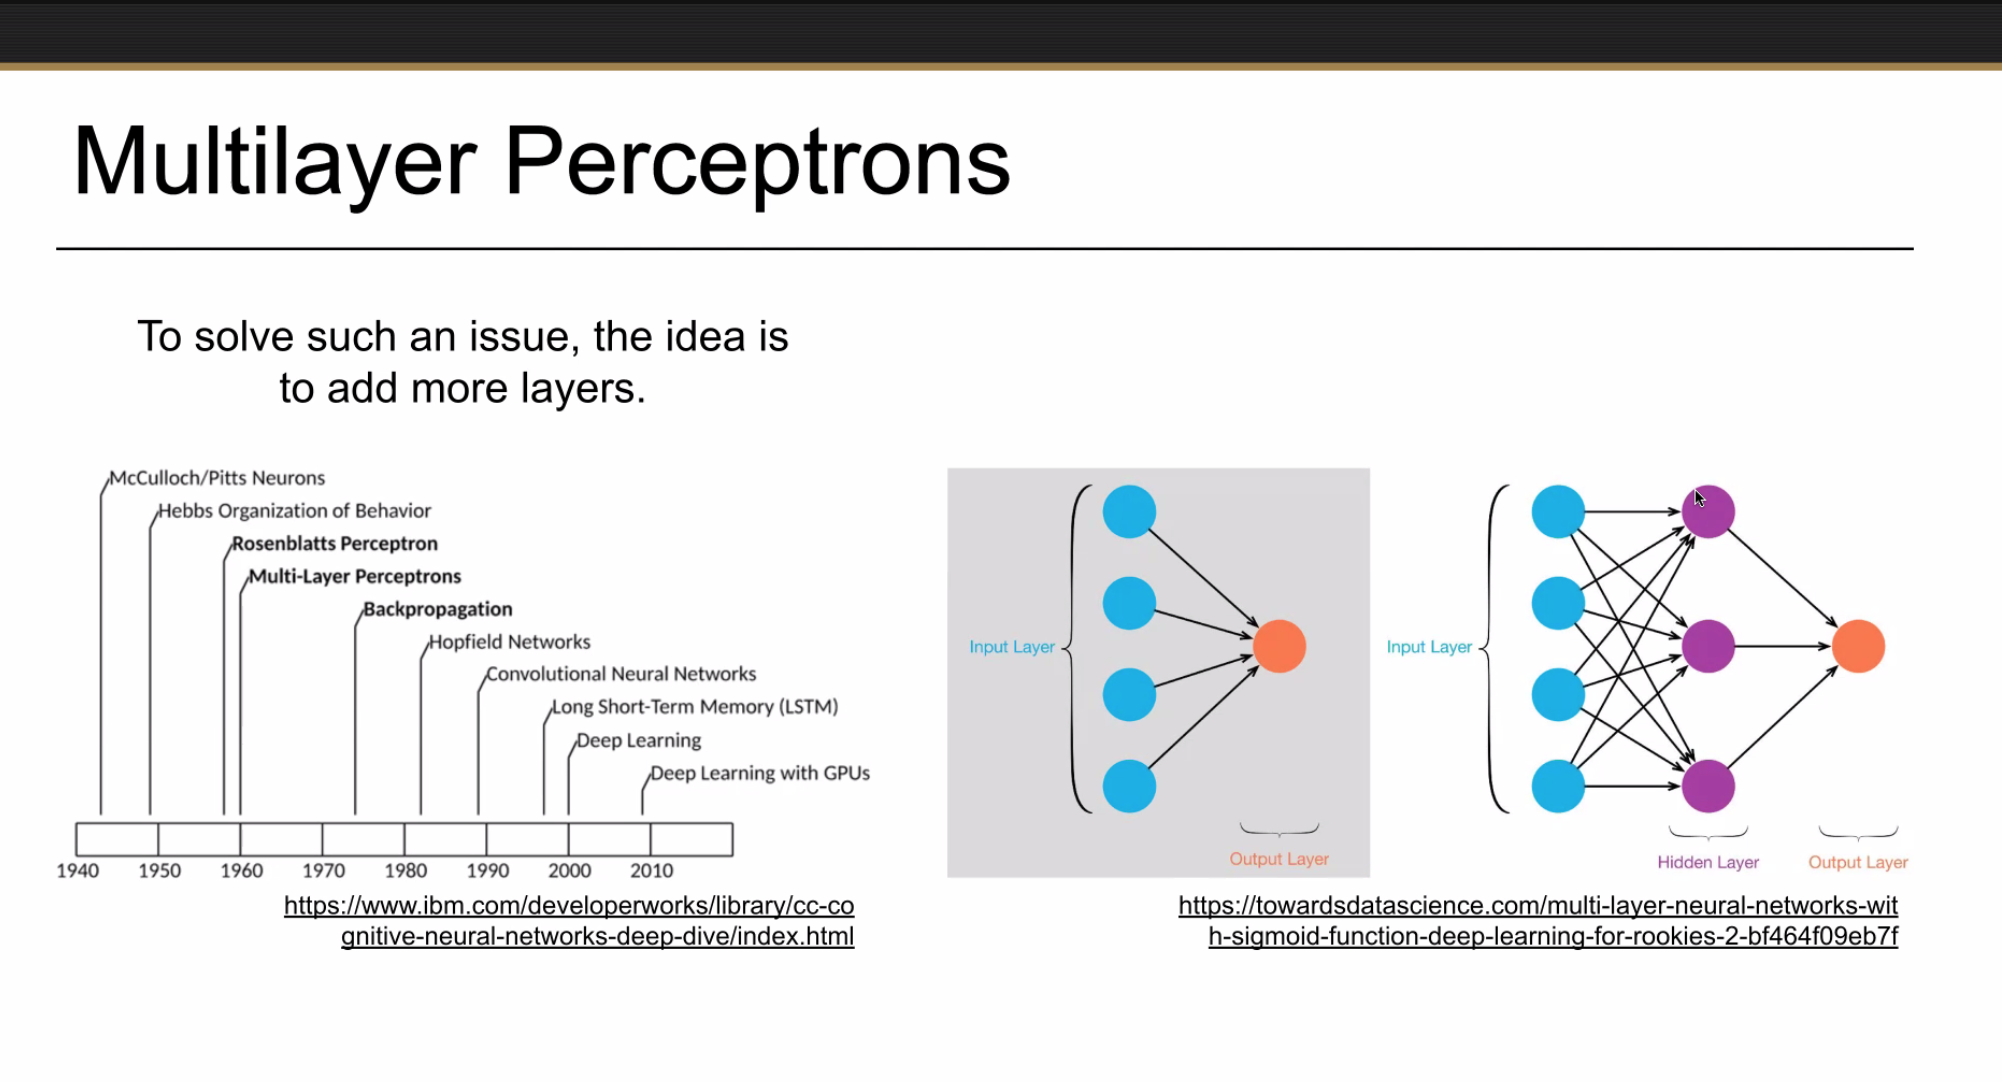 Multilayer Perceptrons
To solve such an issue, the idea is
to add more layers.
McCulloch/Pitts Neurons
Hebbs Organization of Behavior
Rosenblatts Perceptron
Multi-Layer Perceptrons
Backpropagation
Hopfield Networks
Convolutional Neural Networks
Long Short-Term Memory (LSTM)
Deep Learning
Deep Learning with GPUs
1940 1950 1960 1970 1980 1990 2000 2010
https://www.ibm.com/developerworks/library/cc-co
gnitive-neural-networks-deep-dive/index.html
Input Layer
Output Layer
Input Layer
Hidden Layer
Output Layer
https://towardsdatascience.com/multi-layer-neural-networks-wit
h-sigmoid-function-deep-learning-for-rookies-2-bf464f09eb7f